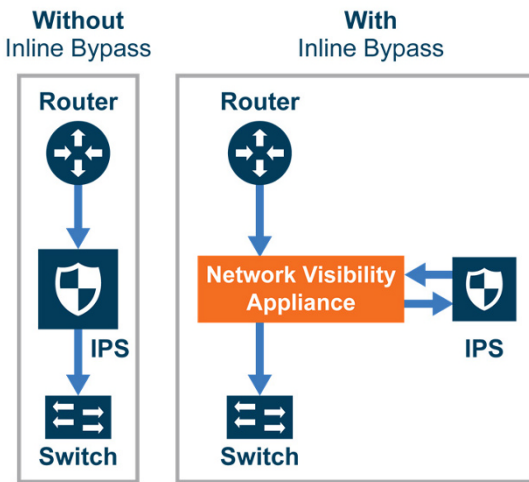 Without
Inline Bypass
Router
IPS
Switch
With
Inline Bypass
Router
Network Visibility
Appliance
IPS
Switch